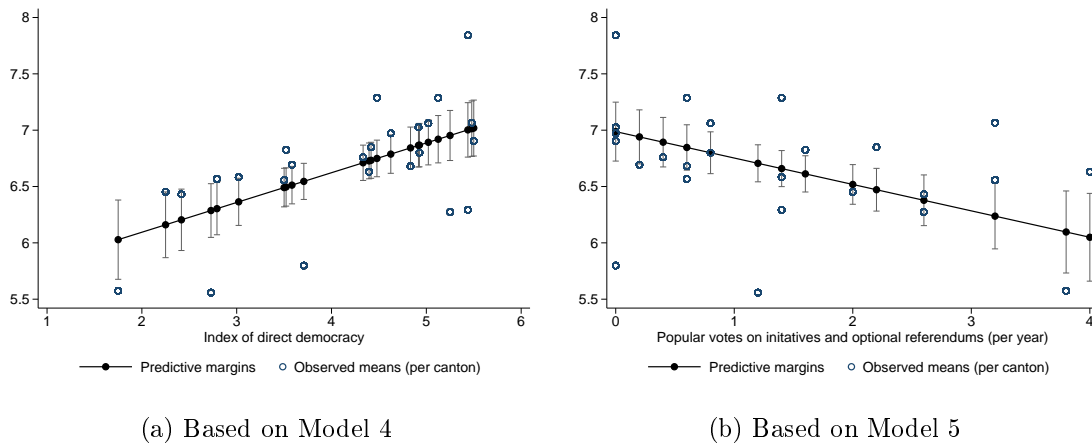 8
7.5
7
6.5
6
5.5
1 2 3 4 5 6
Index of direct democracy
Predictive margins Observed means (per canton)
(a) Based on Model 4
8
7.5
7
6.5
6
5.5
0 1 2 3 4
Popular votes on initatives and optional referendums (per year)
Predictive margins Observed means (per canton)
(b) Based on Model 5